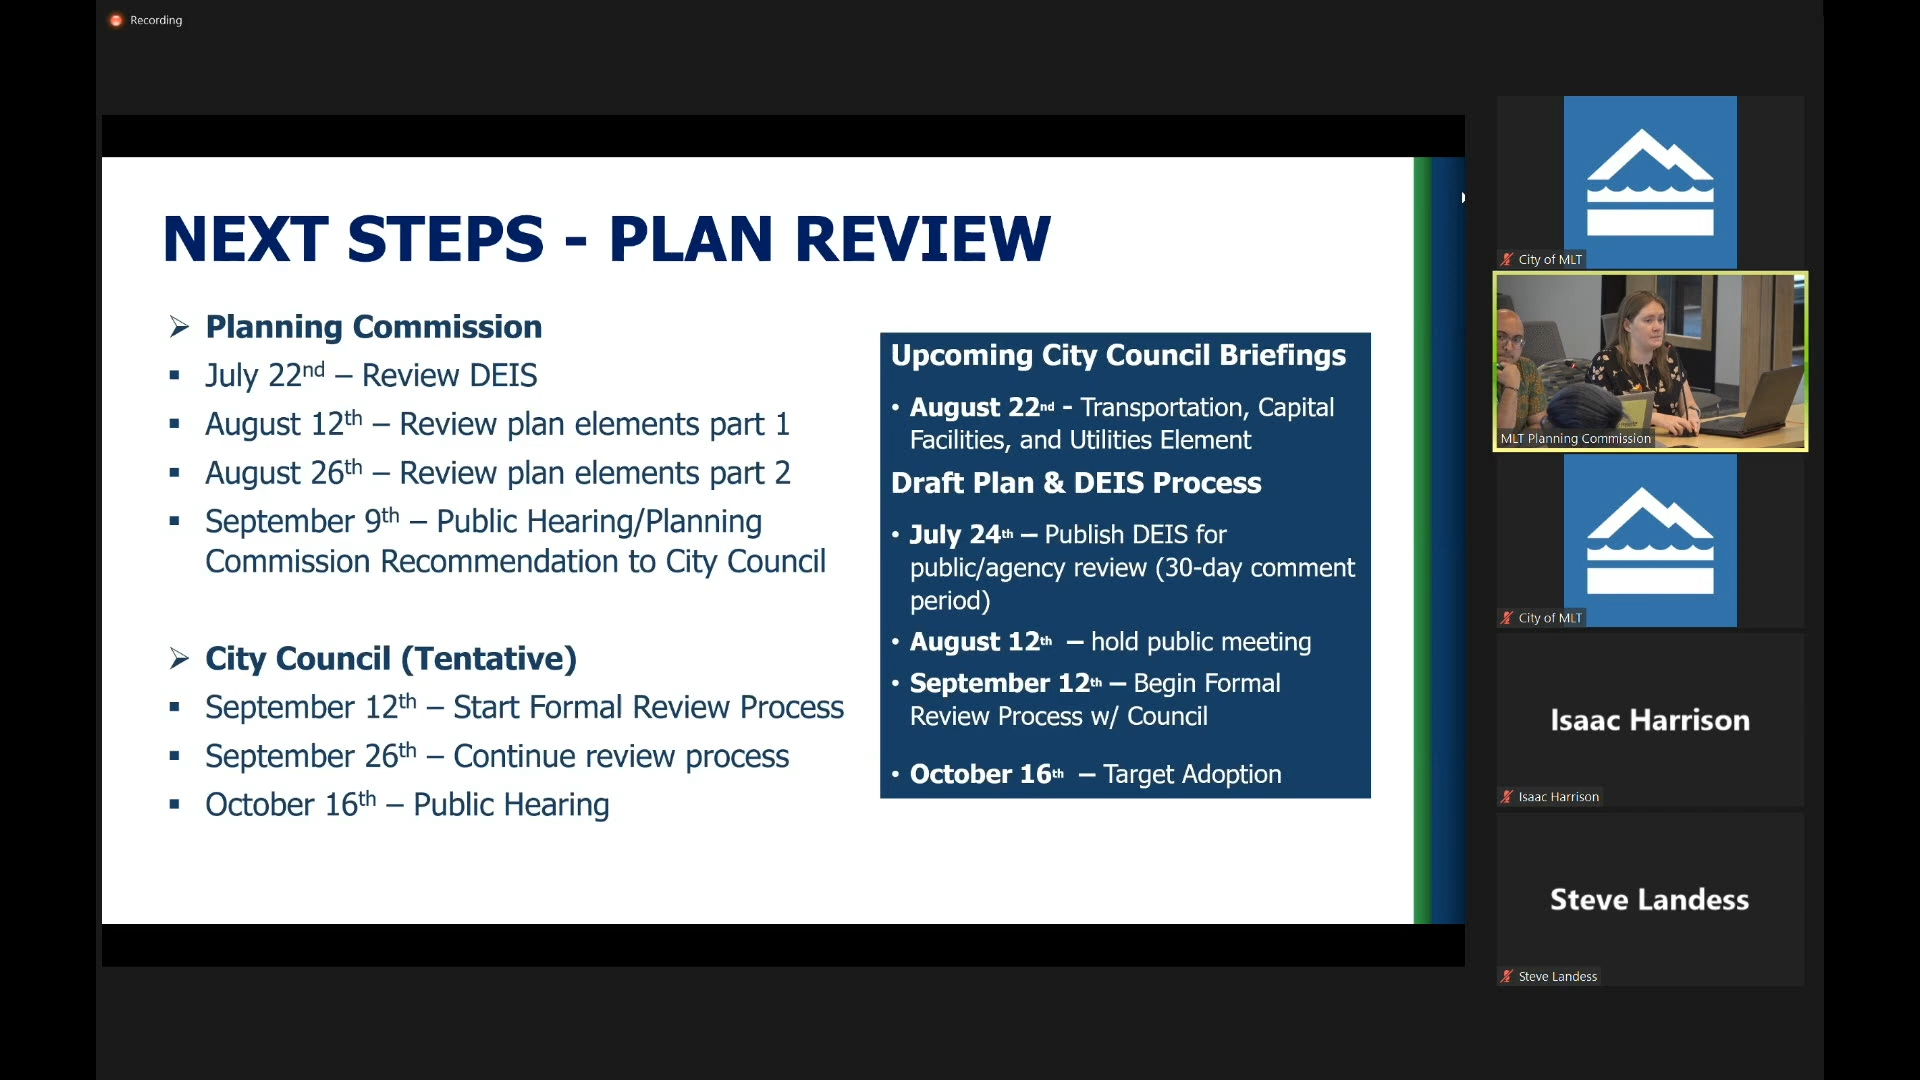 Recording
NEXT STEPS - PLAN REVIEW
➢ Planning Commission
▪ July 22nd – Review DEIS
▪ August 12th – Review plan elements part 1
▪ August 26th – Review plan elements part 2
▪ September 9th – Public Hearing/Planning
Commission Recommendation to City Council
➢ City Council (Tentative)
▪ September 12th – Start Formal Review Process
▪ September 26th – Continue review process
▪ October 16th – Public Hearing
Upcoming City Council Briefings
• August 22nd - Transportation, Capital
Facilities, and Utilities Element
Draft Plan & DEIS Process
• July 24th – Publish DEIS for
public/agency review (30-day comment
period)
• August 12th – hold public meeting
• September 12th – Begin Formal
Review Process w/ Council
• October 16th – Target Adoption
City of MLT
MLT Planning Commission
City of MLT
Isaac Harrison
Isaac Harrison
Steve Landess
Steve Landess